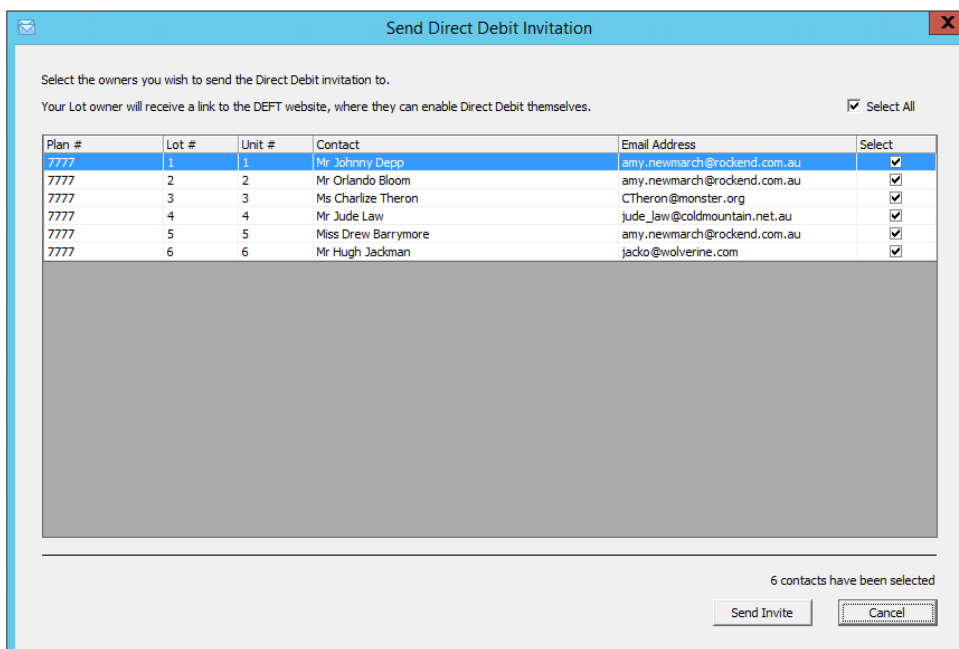 Send Direct Debit Invitation
X
Select the owners you wish to send the Direct Debit invitation to.
Your Lot owner will receive a link to the DEFT website, where they can enable Direct Debit themselves. Select All
Plan # Lot # Unit # Contact Email Address Select
7777 1 1 Mr Johnny Depp amy.newmarch@rockend.com.au
7777 2 2 Mr Orlando Bloom amy.newmarch@rockend.com.au
7777 3 3 Ms Charlize Theron CTheron@monster.org
7777 4 4 Mr Jude Law jude_law@coldmountain.net.au
7777 5 5 Miss Drew Barrymore amy.newmarch@rockend.com.au
7777 6 6 Mr Hugh Jackman jacko@wolverine.com
6 contacts have been selected
Send Invite Cancel